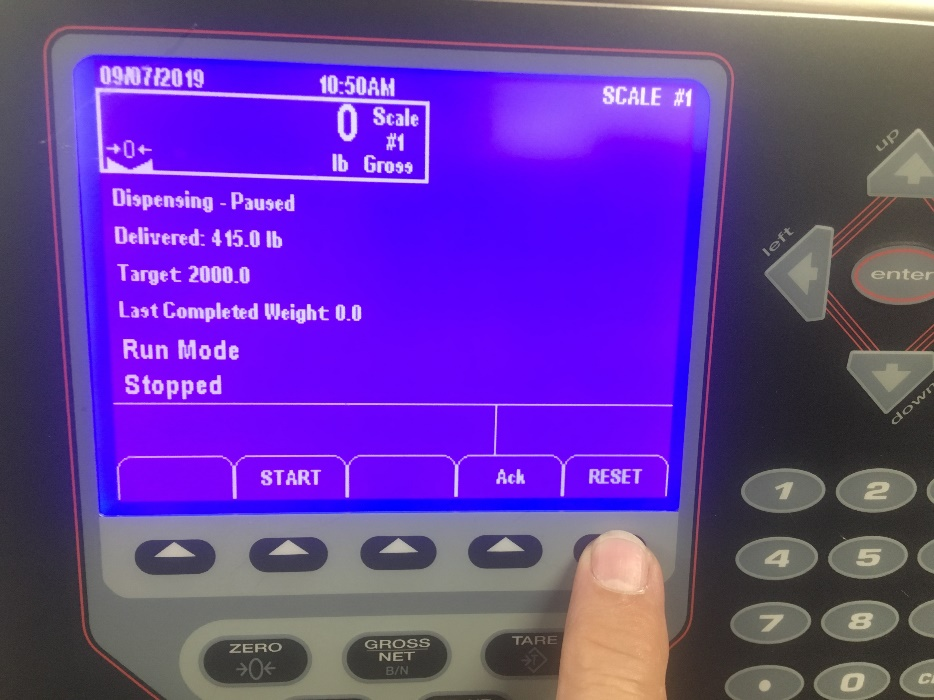 09/07/2019 10:50AM SCALE #1
0 Scale
#1
→0←
lb Gross
Dispensing - Paused
Delivered: 415.0 lb
Target: 2000.0
Last Completed Weight: 0.0
Run Mode
Stopped
START Ack RESET
up
left
enter
down
1 2
4 5
7 8
. 0
ZERO
→0←
GROSS
NET
B/N
TARE
T